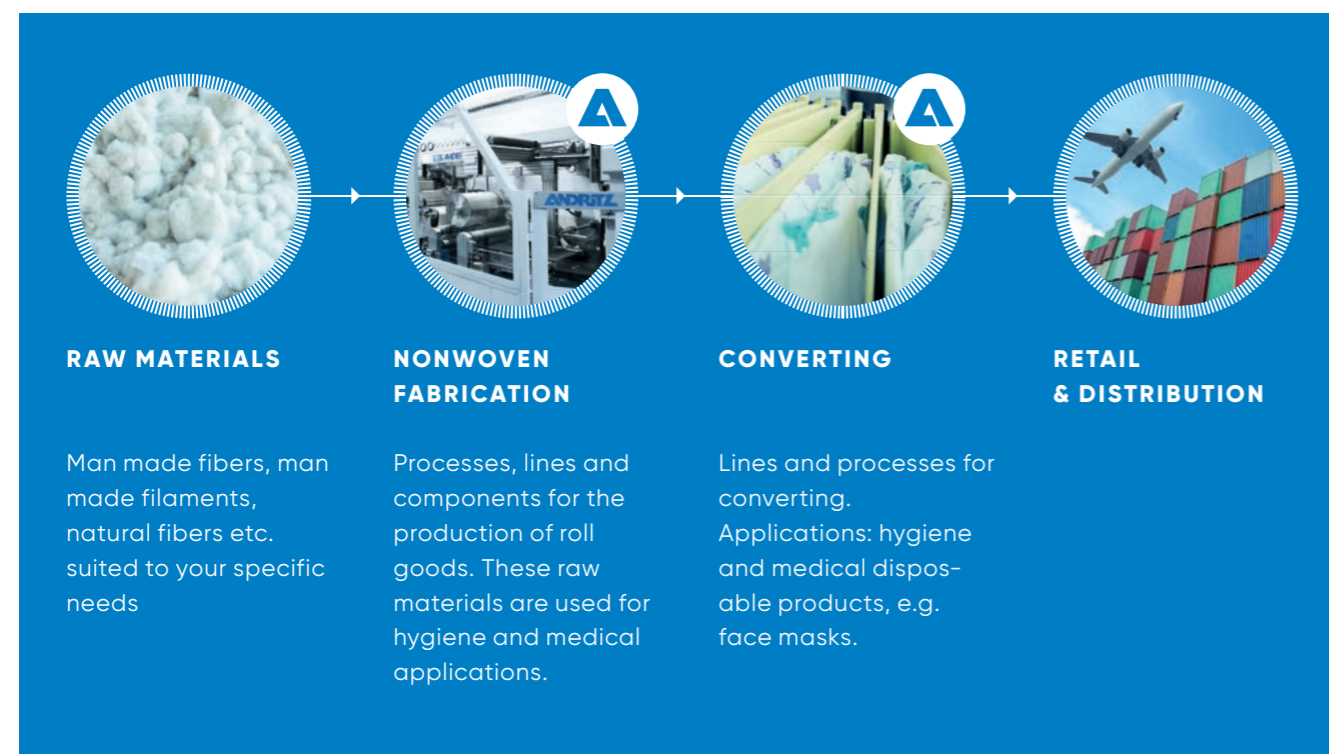 ANDRITZ
RAW MATERIALS
Man made fibers, man
made filaments,
natural fibers etc.
suited to your specific
needs
NONWOVEN
FABRICATION
Processes, lines and
components for the
production of roll
goods. These raw
materials are used for
hygiene and medical
applications.
CONVERTING
Lines and processes for
converting.
Applications: hygiene
and medical dispos-
able products, e.g.
face masks.
RETAIL
& DISTRIBUTION